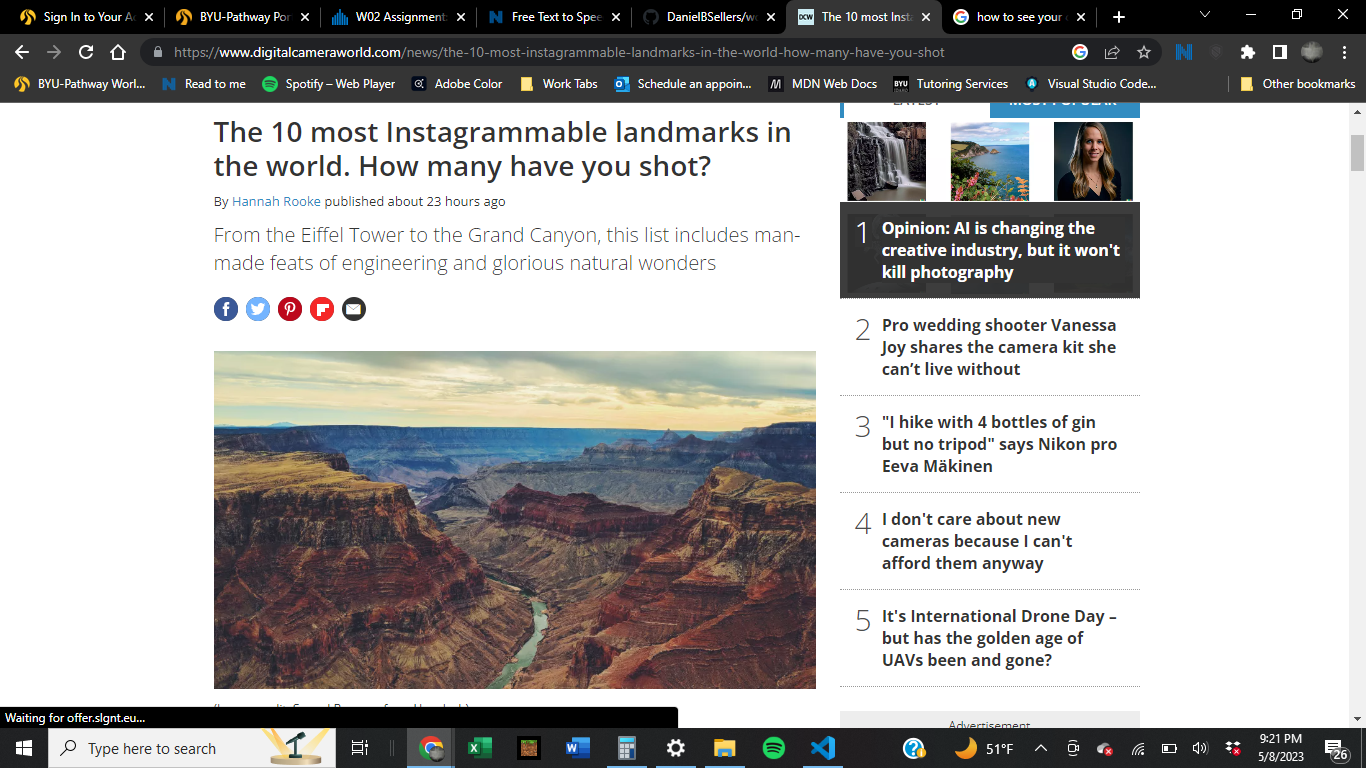 Sign In to Your Ac
BYU-Pathway Por
W02 Assignment:
Free Text to Spee
DanielBSellers/w
The 10 most Insta
how to see your
https://www.digitalcameraworld.com/news/the-10-most-instagrammable-landmarks-in-the-world-how-many-have-you-shot
BYU-Pathway Worl...
Read to me
Spotify – Web Player
Adobe Color
Work Tabs
Schedule an appoin...
MDN Web Docs
Tutoring Services
Visual Studio Code...
Other bookmarks
LATEST
MOST POPULAR
The 10 most Instagrammable landmarks in
the world. How many have you shot?
By Hannah Rooke published about 23 hours ago
From the Eiffel Tower to the Grand Canyon, this list includes man-
made feats of engineering and glorious natural wonders
1 Opinion: AI is changing the
creative industry, but it won't
kill photography
2 Pro wedding shooter Vanessa
Joy shares the camera kit she
can’t live without
3 "I hike with 4 bottles of gin
but no tripod" says Nikon pro
Eeva Mäkinen
4 I don't care about new
cameras because I can't
afford them anyway
5 It's International Drone Day –
but has the golden age of
UAVs been and gone?
Advertisement
Waiting for offer.slgnt.eu...
Type here to search
51°F
9:21 PM
5/8/2023
26